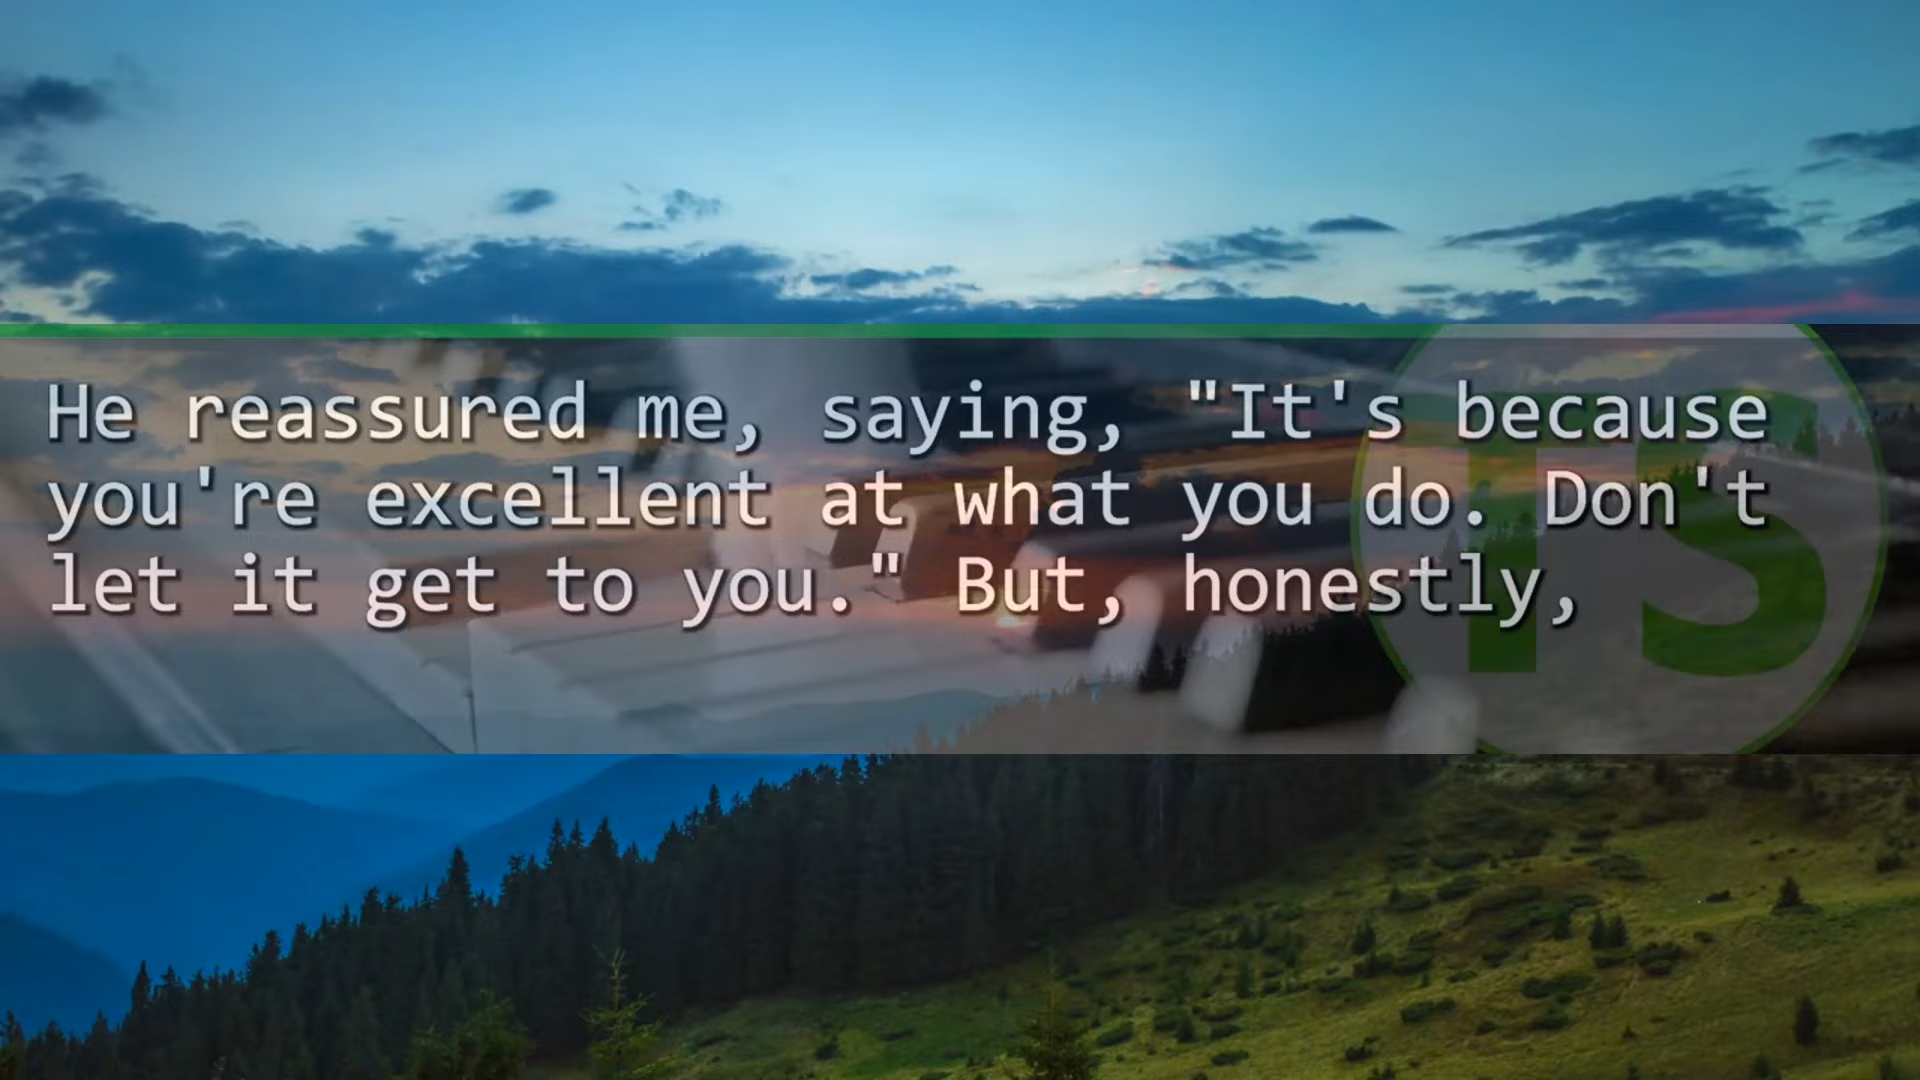 He reassured me, saying, "It's because
you're excellent at what you do. Don't
let it get to you." But, honestly,
TS